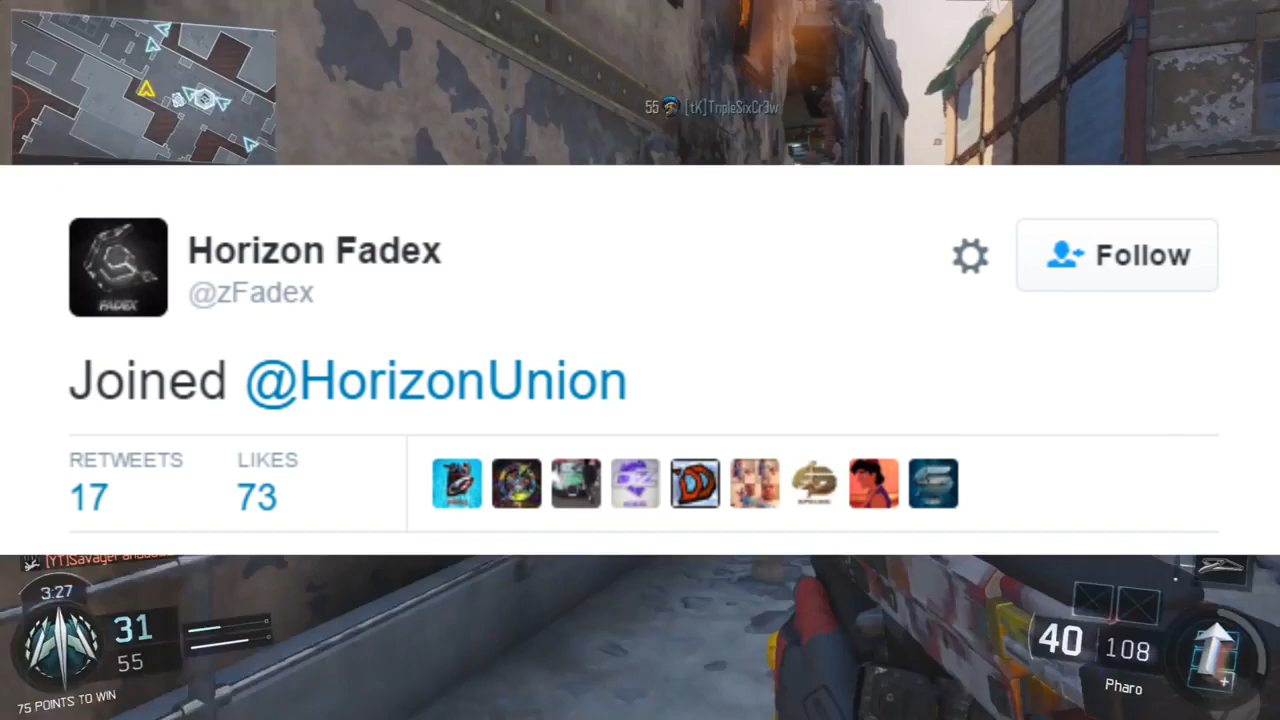 55 [tK]TripleSixCr3w
Horizon Fadex
@zFadex
Follow
FADEX
Joined @HorizonUnion
RETWEETS LIKES
17 73
3:27
31
55
75 POINTS TO WIN
40 108
Pharo